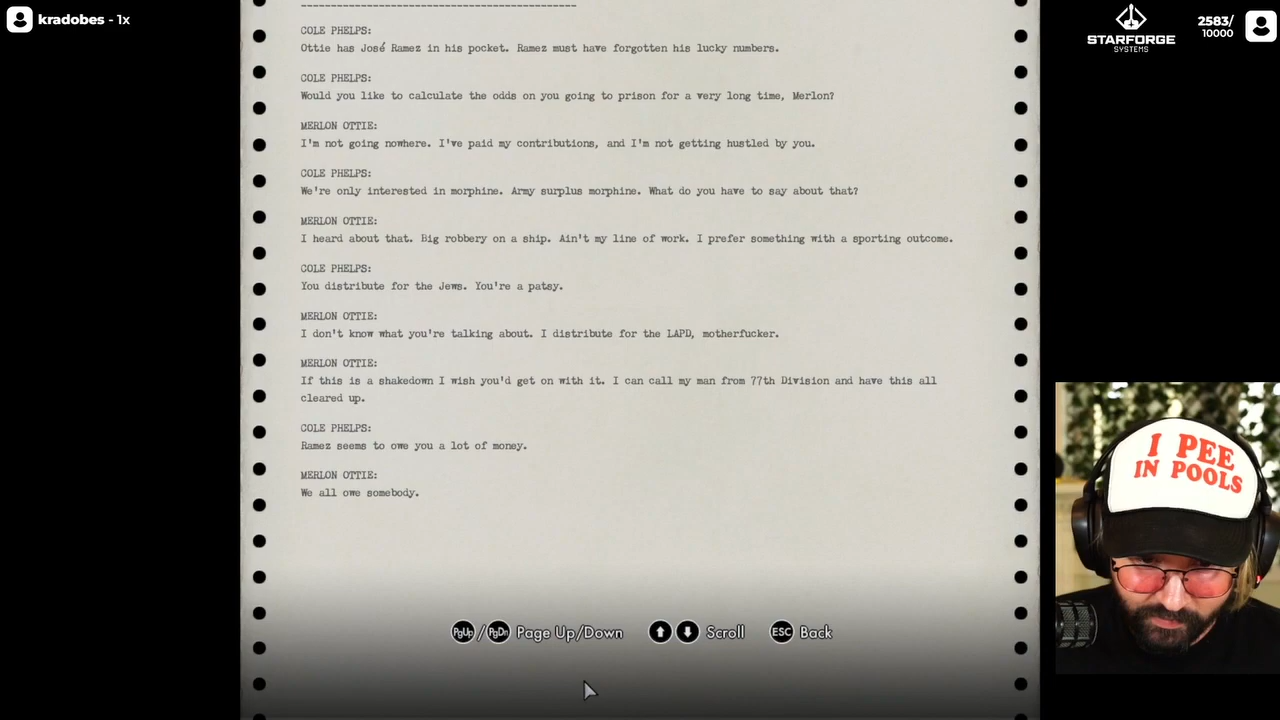 kradobes - 1x
STARFORGE
SYSTEMS
2583/
10000
COLE PHELPS:
Ottie has José Ramez in his pocket. Ramez must have forgotten his lucky numbers.
COLE PHELPS:
Would you like to calculate the odds on you going to prison for a very long time, Merlon?
MERLON OTTIE:
I'm not going nowhere. I've paid my contributions, and I'm not getting hustled by you.
COLE PHELPS:
We're only interested in morphine. Army surplus morphine. What do you have to say about that?
MERLON OTTIE:
I heard about that. Big robbery on a ship. Ain't my line of work. I prefer something with a sporting outcome.
COLE PHELPS:
You distribute for the Jews. You're a patsy.
MERLON OTTIE:
I don't know what you're talking about. I distribute for the LAPD, motherfucker.
MERLON OTTIE:
If this is a shakedown I wish you'd get on with it. I can call my man from 77th Division and have this all
cleared up.
COLE PHELPS:
Ramez seems to owe you a lot of money.
MERLON OTTIE:
We all owe somebody.
PgUp/PgDn Page Up/Down Scroll ESC Back
I PEE
IN POOLS